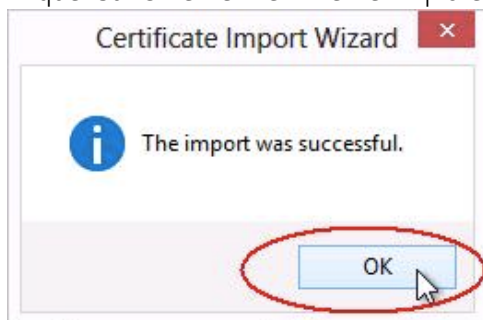 Certificate Import Wizard
The import was successful.
OK